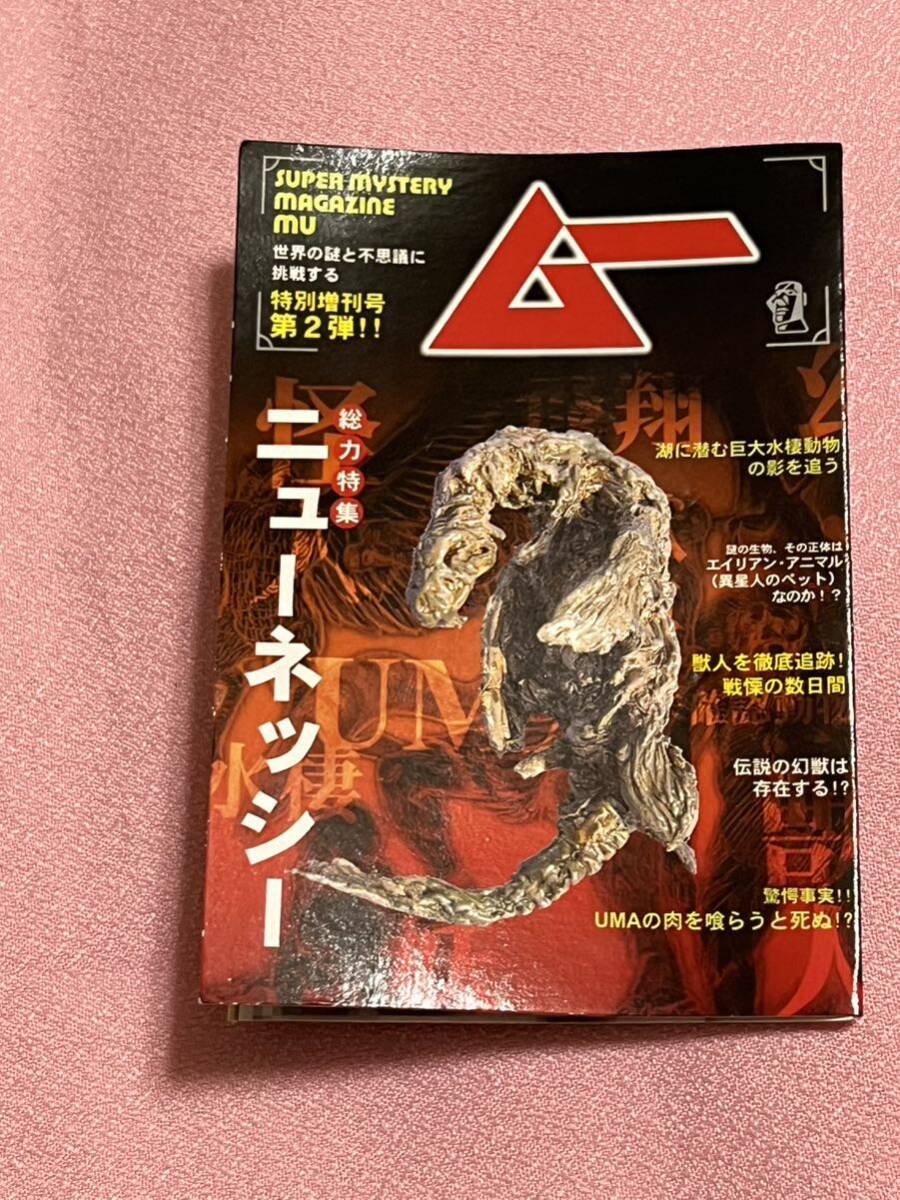 SUPER MYSTERY
MAGAZINE
MU
世界の謎と不思議に
挑戦する
特別増刊号
第2弾!!
ムー
総力特集
ニューネッシー
怪
翔
UM
水棲
湖に潜む巨大水棲動物
の影を追う
謎の生物、その正体は
エイリアン・アニマル
(異星人のペット)
なのか!?
獣人を徹底追跡!
戦慄の数日間
伝説の幻獣は
存在する!?
驚愕事実!!
UMAの肉を喰らうと死ぬ!?